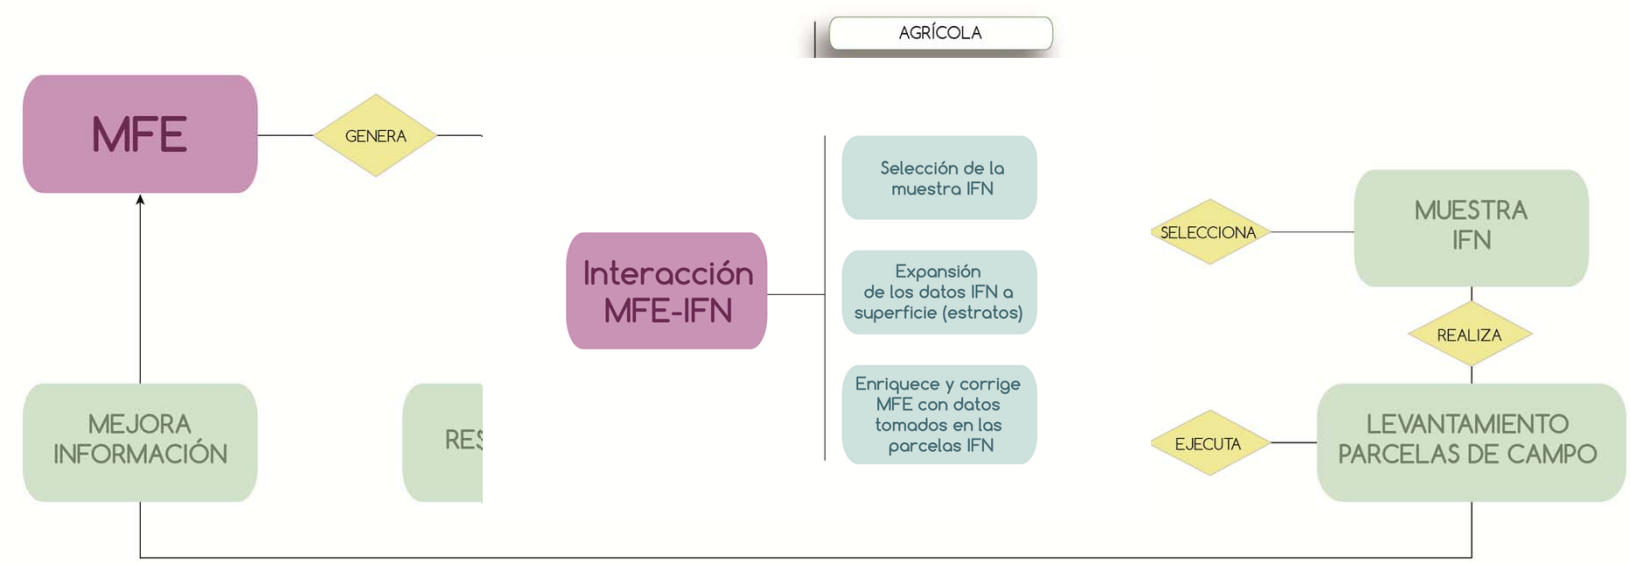 AGRÍCOLA
MFE
GENERA
Selección de la
muestra IFN
Interacción
MFE-IFN
Expansión
de los datos IFN a
superficie (estratos)
Enriquece y corrige
MFE con datos
tomados en las
parcelas IFN
SELECCIONA
MUESTRA
IFN
REALIZA
MEJORA
INFORMACIÓN
RES
EJECUTA
LEVANTAMIENTO
PARCELAS DE CAMPO